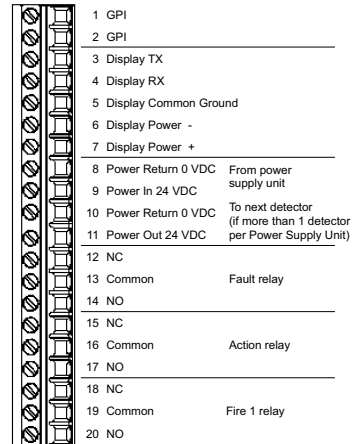 1 GPI
2 GPI
3 Display TX
4 Display RX
5 Display Common Ground
6 Display Power -
7 Display Power +
8 Power Return 0 VDC From power
9 Power In 24 VDC supply unit
10 Power Return 0 VDC To next detector
(if more than 1 detector
11 Power Out 24 VDC per Power Supply Unit)
12 NC
13 Common Fault relay
14 NO
15 NC
16 Common Action relay
17 NO
18 NC
19 Common Fire 1 relay
20 NO